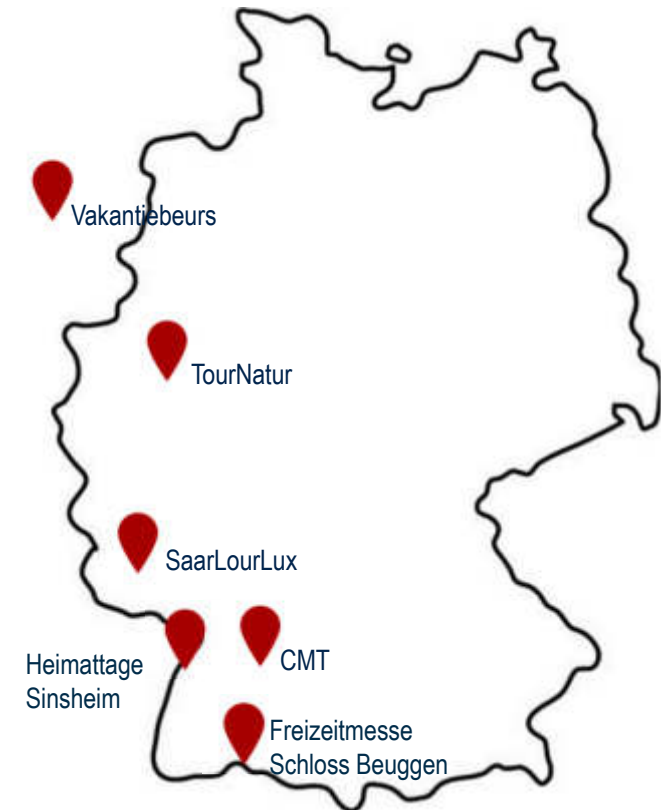 Vakantiebeurs
TourNatur
SaarLourLux
Heimattage
Sinsheim
CMT
Freizeitmesse
Schloss Beuggen